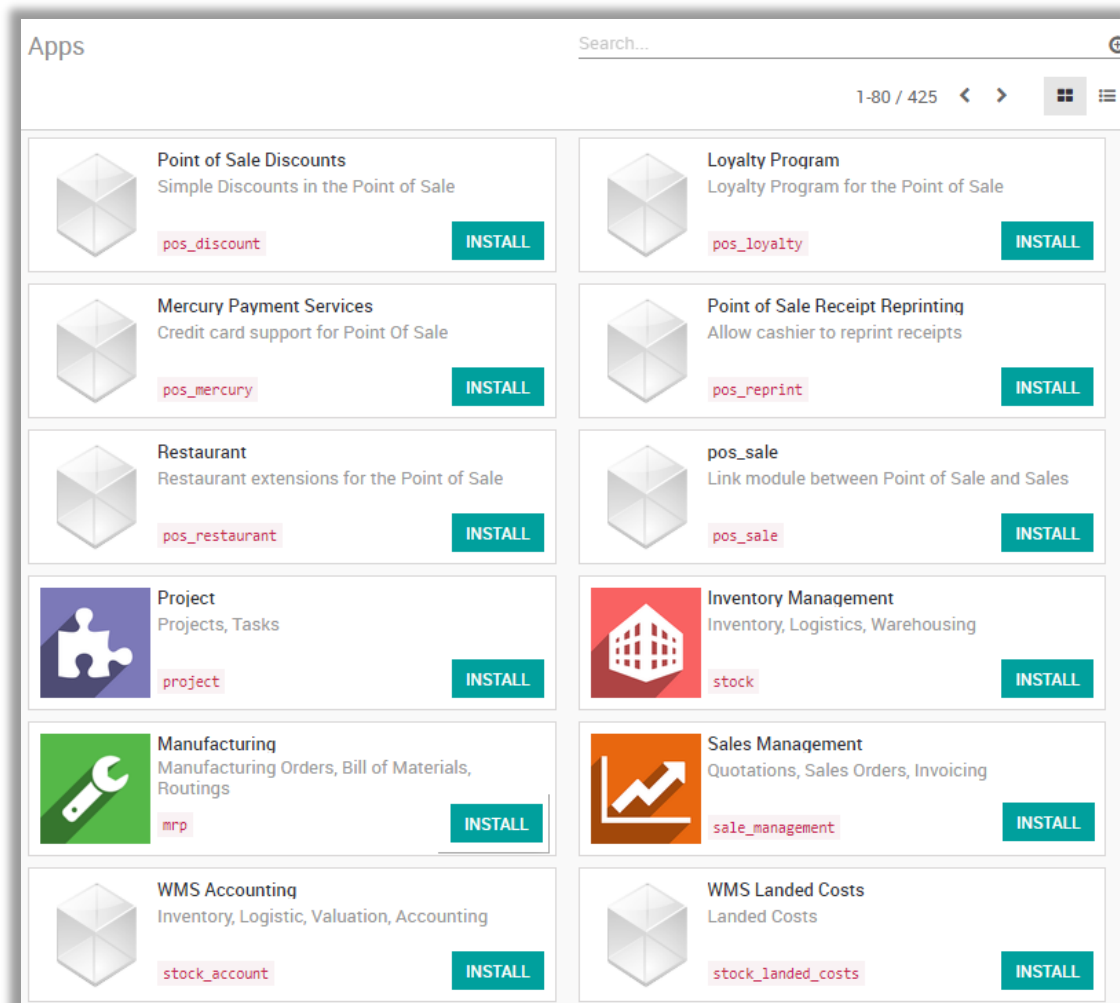 Apps
Search...
1-80 / 425
Point of Sale Discounts
Simple Discounts in the Point of Sale
pos_discount
INSTALL
Loyalty Program
Loyalty Program for the Point of Sale
pos_loyalty
INSTALL
Mercury Payment Services
Credit card support for Point Of Sale
pos_mercury
INSTALL
Point of Sale Receipt Reprinting
Allow cashier to reprint receipts
pos_reprint
INSTALL
Restaurant
Restaurant extensions for the Point of Sale
pos_restaurant
INSTALL
pos_sale
Link module between Point of Sale and Sales
pos_sale
INSTALL
Project
Projects, Tasks
project
INSTALL
Inventory Management
Inventory, Logistics, Warehousing
stock
INSTALL
Manufacturing
Manufacturing Orders, Bill of Materials,
Routings
mrp
INSTALL
Sales Management
Quotations, Sales Orders, Invoicing
sale_management
INSTALL
WMS Accounting
Inventory, Logistic, Valuation, Accounting
stock_account
INSTALL
WMS Landed Costs
Landed Costs
stock_landed_costs
INSTALL